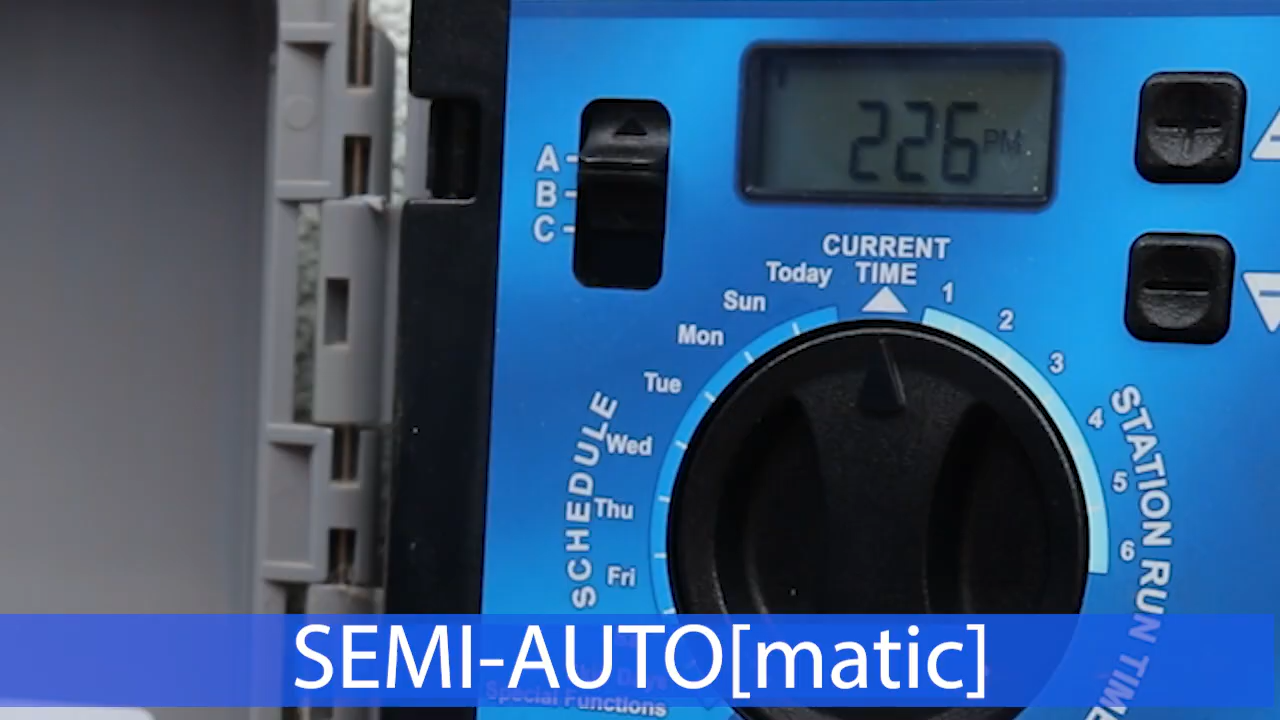 226 PM
A
B
C
CURRENT
TIME
Today
Sun
Mon
Tue
Wed
Thu
Fri
SCHEDULE
1
2
3
4
5
6
STATION RUN TIME
SEMI-AUTO[matic]
Days
Special Functions